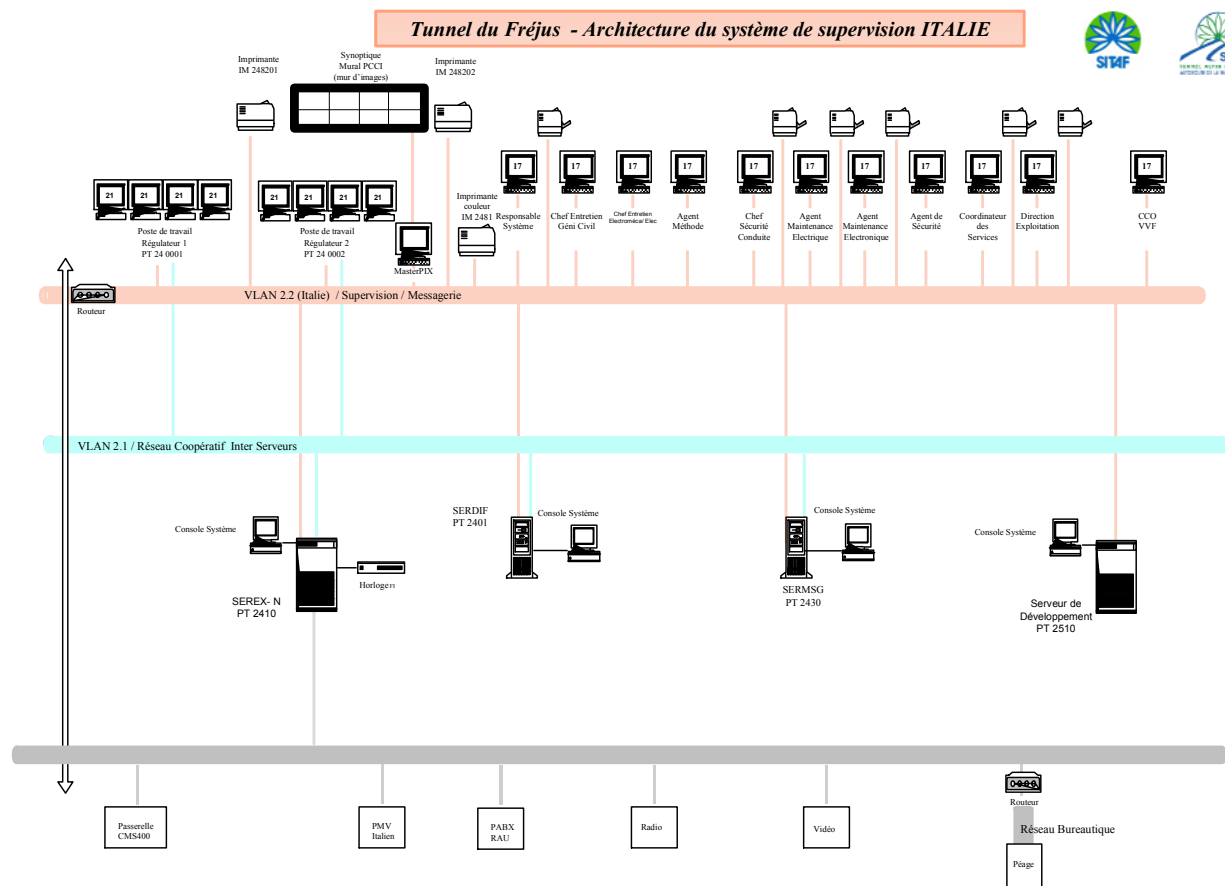 Tunnel du Fréjus - Architecture du système de supervision ITALIE
SITAF
Imprimante
IM 248201
Synoptique
Mural PCCI
(mur d'images)
Imprimante
IM 248202
21
21
21
21
Poste de travail
Régulateur 1
PT 24 0001
21
21
21
21
Poste de travail
Régulateur 2
PT 24 0002
MasterPIX
Imprimante
couleur
IM 2481
17
Responsable
Système
17
Chef Entretien
Géni Civil
17
Chef Entretien
Electroméca/ Elec
17
Agent
Méthode
17
Chef
Sécurité
Conduite
17
Agent
Maintenance
Electrique
17
Agent
Maintenance
Electronique
17
Agent de
Sécurité
17
Coordinateur
des
Services
17
Direction
Exploitation
17
CCO
VVF
VLAN 2.2 (Italie) / Supervision / Messagerie
Routeur
VLAN 2.1 / Réseau Coopératif Inter Serveurs
Console Système
SEREX- N
PT 2410
Horloge
SERDIF
PT 2401
Console Système
Console Système
SERMSG
PT 2430
Console Système
Serveur de
Développement
PT 2510
Passerelle
CMS400
PMV
Italien
PABX
RAU
Radio
Vidéo
Routeur
Réseau Bureautique
Péage